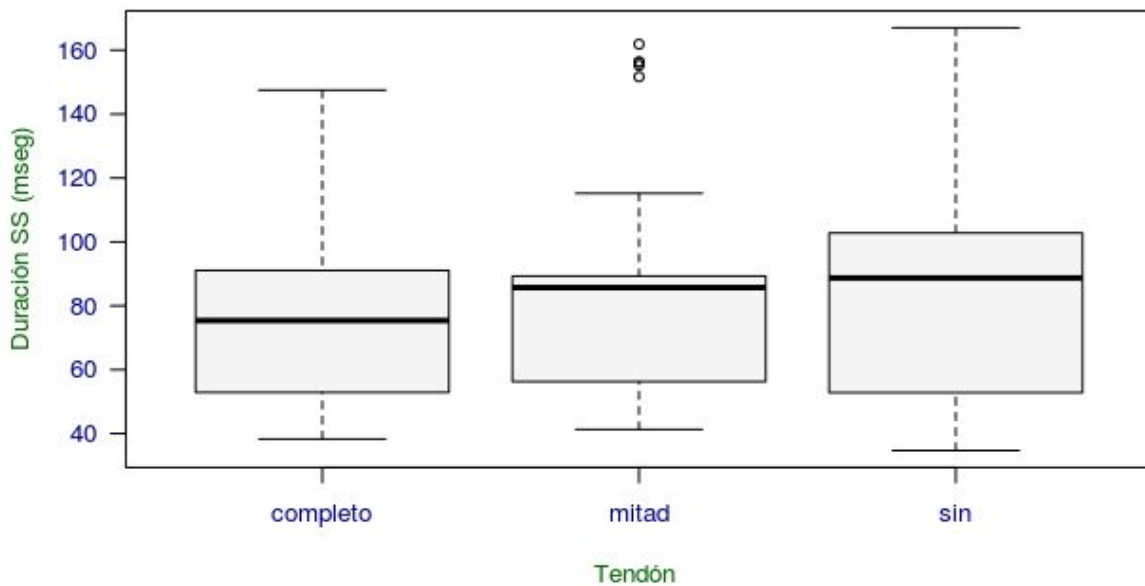 Duración SS (mseg)
160
140
120
100
80
60
40
completo
mitad
sin
Tendón